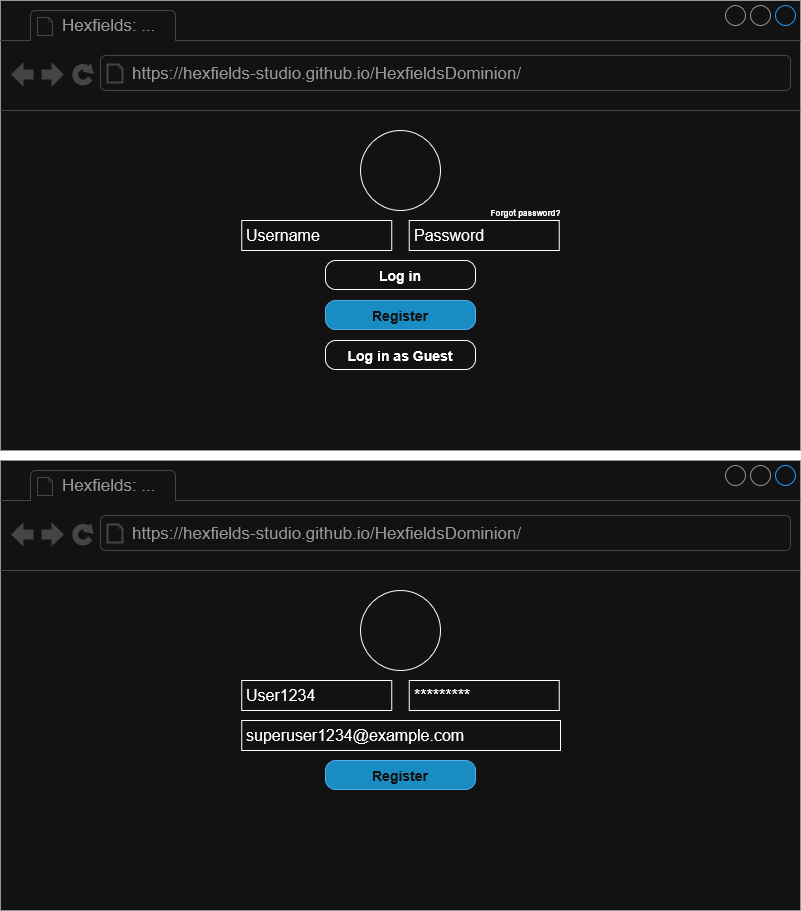 Hexfields: ...
https://hexfields-studio.github.io/HexfieldsDominion/
Forgot password?
Username Password
Log in
Register
Log in as Guest
Hexfields: ...
https://hexfields-studio.github.io/HexfieldsDominion/
User1234 *********
superuser1234@example.com
Register